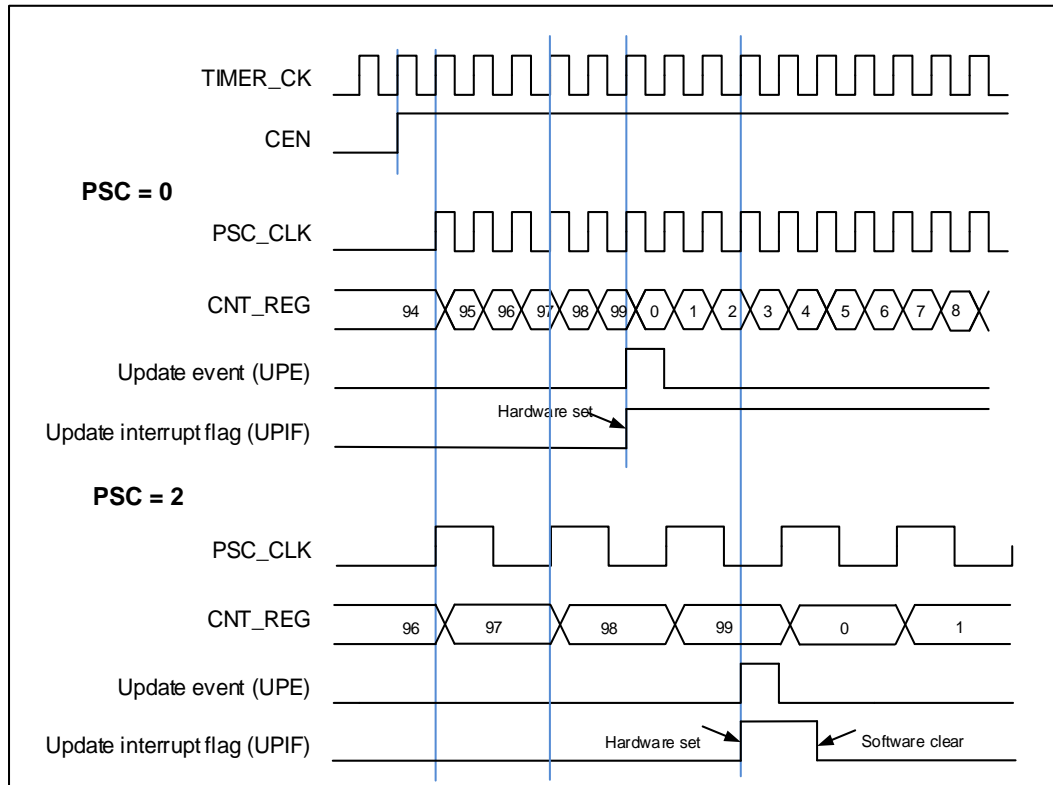 TIMER_CK
CEN
PSC = 0
PSC_CLK
CNT_REG 94 95 96 97 98 99 0 1 2 3 4 5 6 7 8
Update event (UPE)
Hardware set
Update interrupt flag (UPIF)
PSC = 2
PSC_CLK
CNT_REG 96 97 98 99 0 1
Update event (UPE)
Update interrupt flag (UPIF) Hardware set Software clear